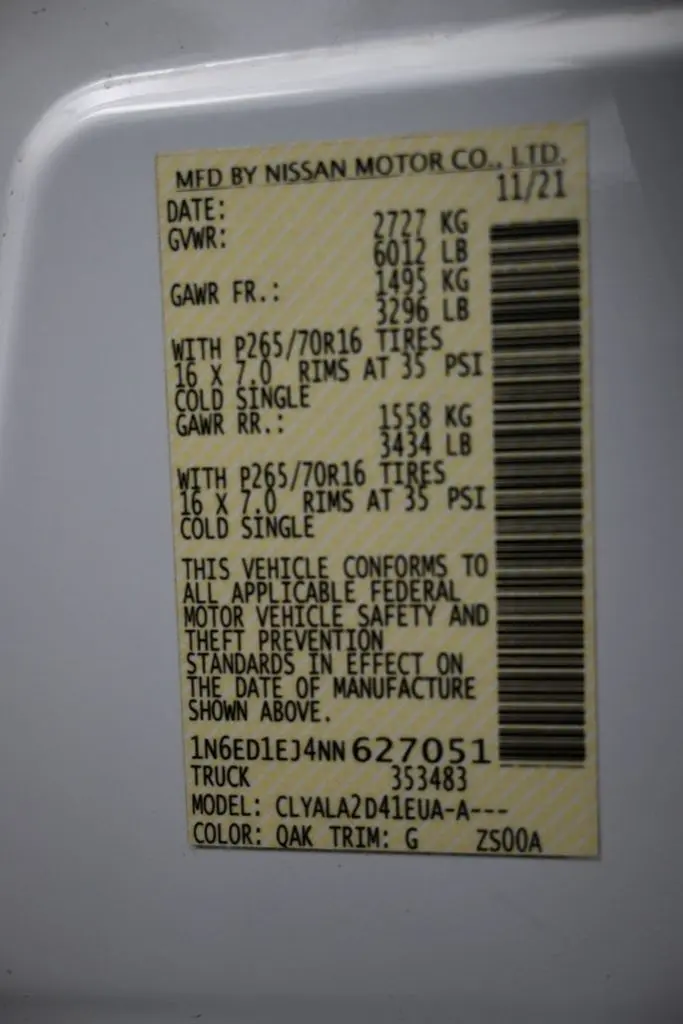 MFD BY NISSAN MOTOR CO., LTD.
DATE: 11/21
GVWR: 2727 KG
6012 LB
GAWR FR.: 1495 KG
3296 LB
WITH P265/70R16 TIRES
16 X 7.0 RIMS AT 35 PSI
COLD SINGLE
GAWR RR.: 1558 KG
3434 LB
WITH P265/70R16 TIRES
16 X 7.0 RIMS AT 35 PSI
COLD SINGLE
THIS VEHICLE CONFORMS TO
ALL APPLICABLE FEDERAL
MOTOR VEHICLE SAFETY AND
THEFT PREVENTION
STANDARDS IN EFFECT ON
THE DATE OF MANUFACTURE
SHOWN ABOVE.
1N6ED1EJ4NN627051
TRUCK 353483
MODEL: CLYALA2D41EUA-A---
COLOR: QAK TRIM: G ZS00A